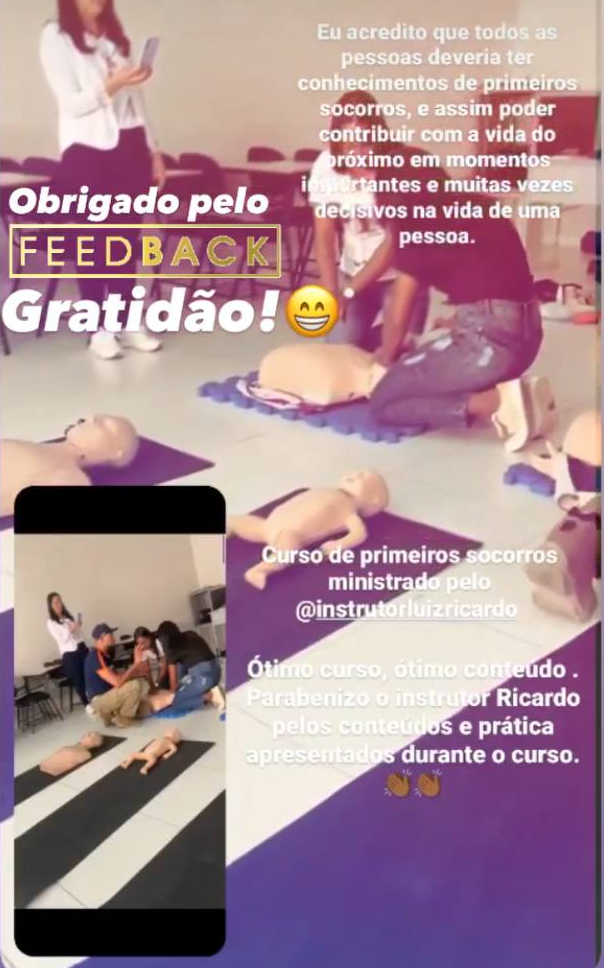 Eu acredito que todos as
pessoas deveria ter
conhecimentos de primeiros
socorros, e assim poder
contribuir com a vida do
próximo em momentos
importantes e muitas vezes
decisivos na vida de uma
pessoa.
Obrigado pelo
FEEDBACK
Gratidão!😁
Curso de primeiros socorros
ministrado pelo
@instrutorluizricardo
Ótimo curso, ótimo conteúdo .
Parabenizo o instrutor Ricardo
pelos conteúdos e prática
apresentados durante o curso.
👏🏾👏🏾